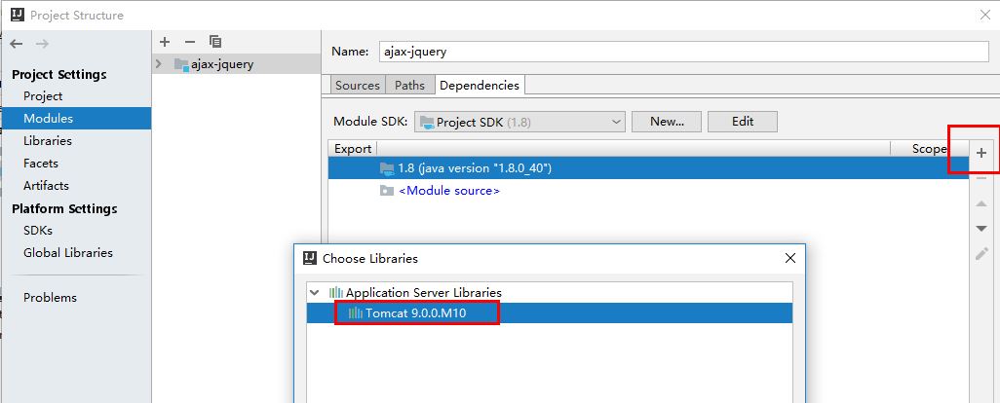 Project Structure
Project Settings
Project
Modules
Libraries
Facets
Artifacts
Platform Settings
SDKs
Global Libraries
Problems
ajax-jquery
Name: ajax-jquery
Sources Paths Dependencies
Module SDK: Project SDK (1.8) New... Edit
Export Scope
1.8 (java version "1.8.0_40")
<Module source>
Choose Libraries
Application Server Libraries
Tomcat 9.0.0.M10